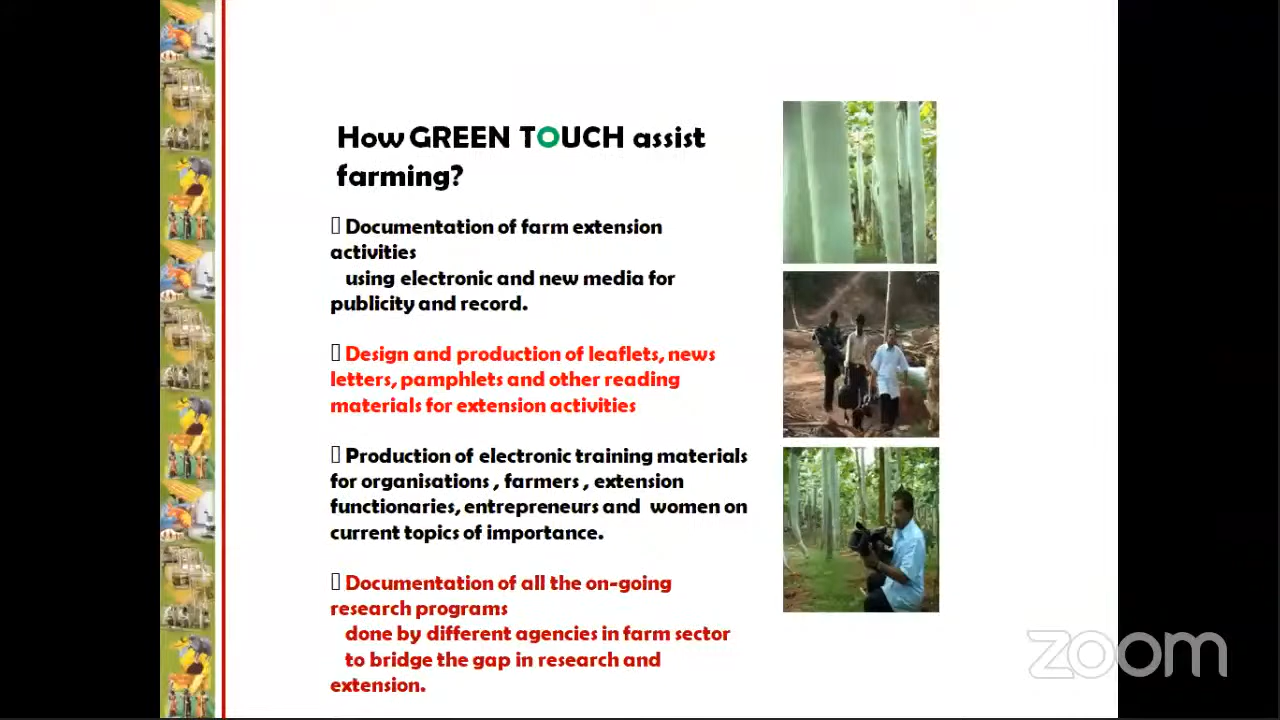 How GREEN TOUCH assist
farming?
Documentation of farm extension
activities
using electronic and new media for
publicity and record.
Design and production of leaflets, news
letters, pamphlets and other reading
materials for extension activities
Production of electronic training materials
for organisations , farmers , extension
functionaries, entrepreneurs and women on
current topics of importance.
Documentation of all the on-going
research programs
done by different agencies in farm sector
to bridge the gap in research and
extension.
zoom